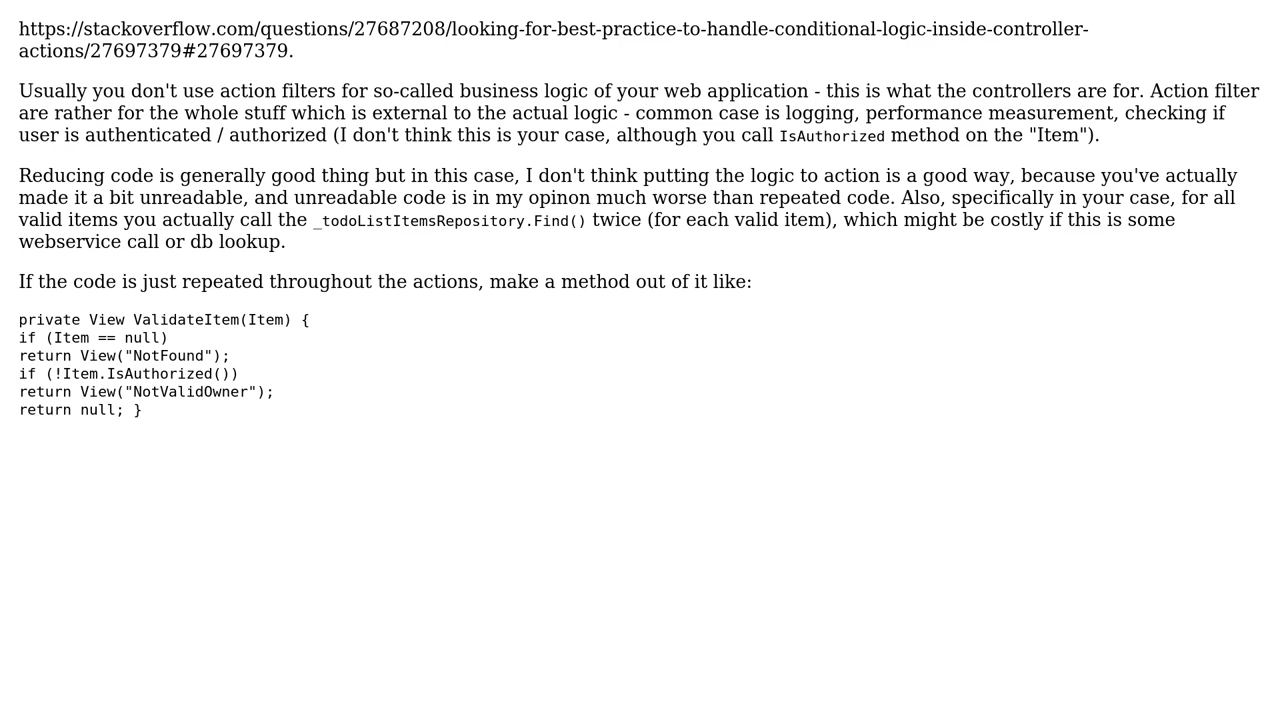 https://stackoverflow.com/questions/27687208/looking-for-best-practice-to-handle-conditional-logic-inside-controller-
actions/27697379#27697379.
Usually you don't use action filters for so-called business logic of your web application - this is what the controllers are for. Action filter
are rather for the whole stuff which is external to the actual logic - common case is logging, performance measurement, checking if
user is authenticated / authorized (I don't think this is your case, although you call IsAuthorized method on the "Item").
Reducing code is generally good thing but in this case, I don't think putting the logic to action is a good way, because you've actually
made it a bit unreadable, and unreadable code is in my opinon much worse than repeated code. Also, specifically in your case, for all
valid items you actually call the _todoListItemsRepository.Find() twice (for each valid item), which might be costly if this is some
webservice call or db lookup.
If the code is just repeated throughout the actions, make a method out of it like:
private View ValidateItem(Item) {
if (Item == null)
return View("NotFound");
if (!Item.IsAuthorized())
return View("NotValidOwner");
return null; }